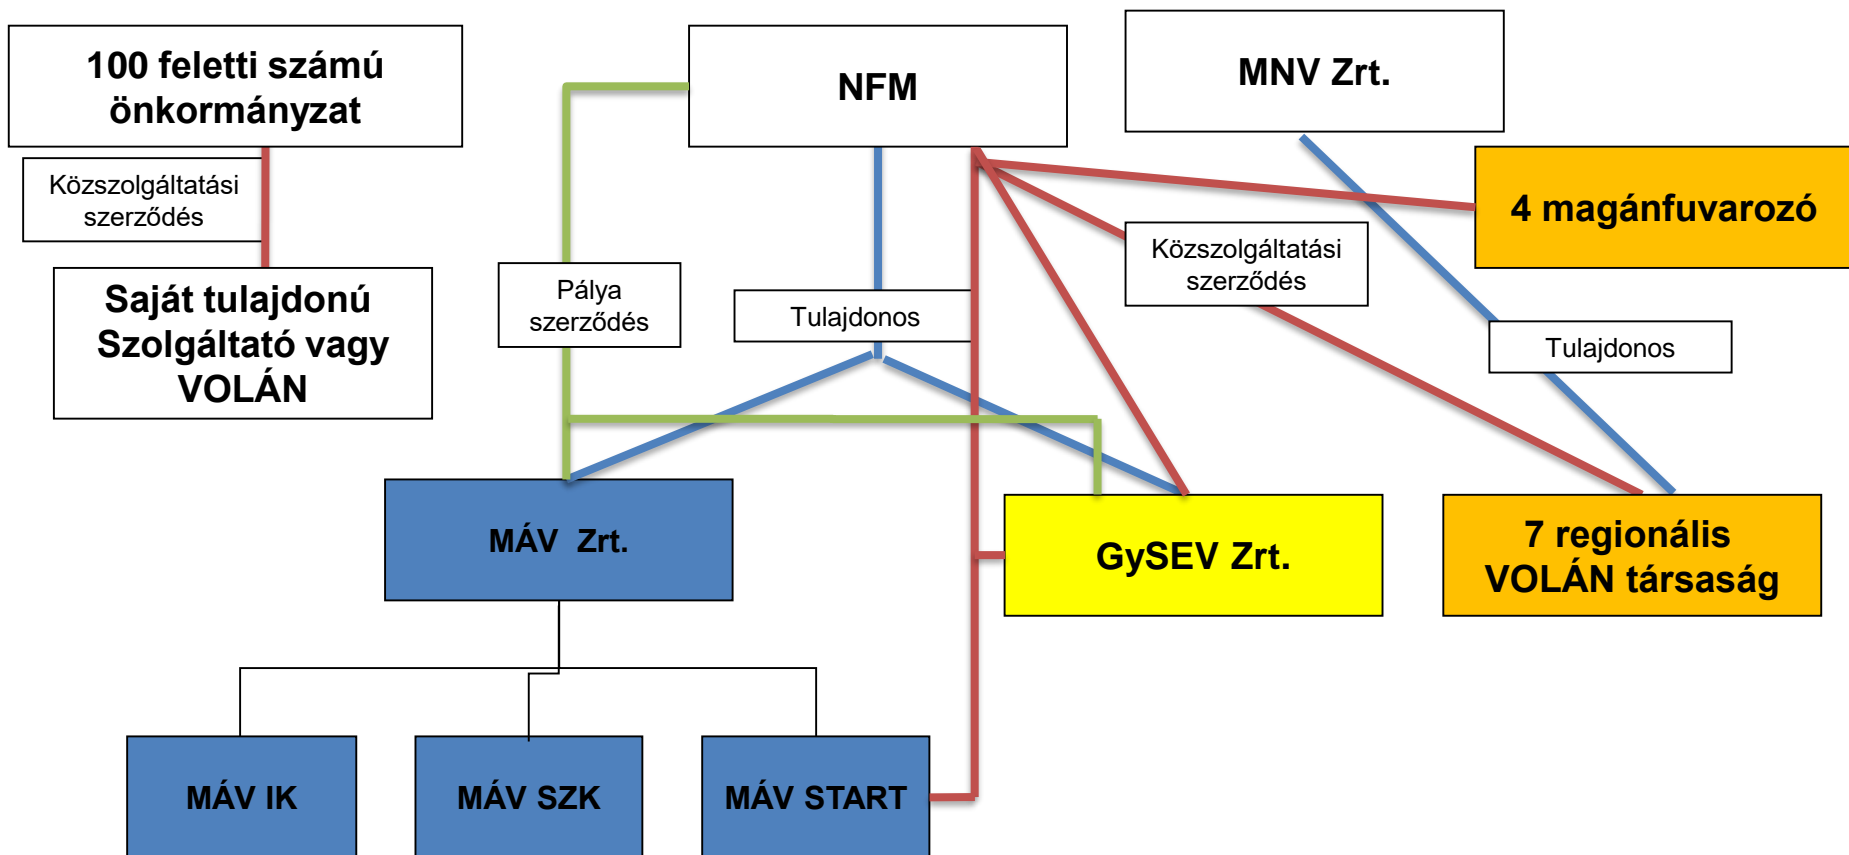 100 feletti számú
önkormányzat
NFM
MNV Zrt.
Közszolgáltatási
szerződés
4 magánfuvarozó
Saját tulajdonú
Szolgáltató vagy
VOLÁN
Pálya
szerződés
Tulajdonos
Közszolgáltatási
szerződés
Tulajdonos
MÁV Zrt.
GySEV Zrt.
7 regionális
VOLÁN társaság
MÁV IK
MÁV SZK
MÁV START